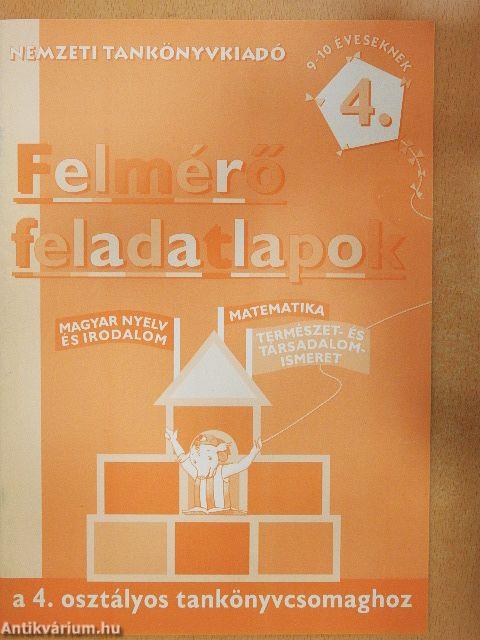 NEMZETI TANKÖNYVKIADÓ
9-10 ÉVESEKNEK
4.
Felmérő
feladatlapok
MAGYAR NYELV
ÉS IRODALOM
MATEMATIKA
TERMÉSZET- ÉS
TÁRSADALOM-
ISMERET
a 4. osztályos tankönyvcsomaghoz
Antikvárium.hu